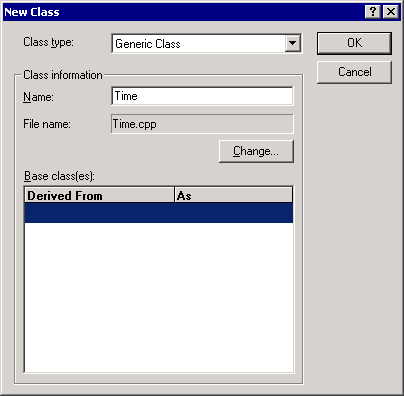 New Class
Class type: Generic Class OK
Cancel
Class information
Name: Time
File name: Time.cpp
Change...
Base class(es):
Derived From As